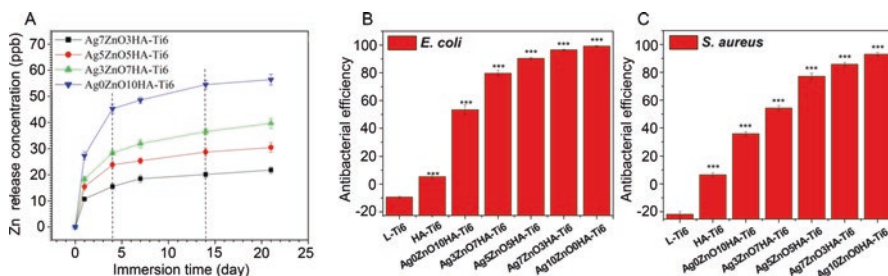 A
Zn release concentration (ppb)
70
60
50
40
30
20
10
0
Ag7ZnO3HA-Ti6
Ag5ZnO5HA-Ti6
Ag3ZnO7HA-Ti6
Ag0ZnO10HA-Ti6
0 5 10 15 20 25
Immersion time (day)
B
Antibacterial efficiency
100
80
60
40
20
0
-20
E. coli
***
***
***
***
***
***
L-Ti6
HA-Ti6
Ag0ZnO10HA-Ti6
Ag3ZnO7HA-Ti6
Ag5ZnO5HA-Ti6
Ag7ZnO3HA-Ti6
Ag10ZnO0HA-Ti6
C
Antibacterial efficiency
100
80
60
40
20
0
-20
S. aureus
***
***
***
***
***
***
L-Ti6
HA-Ti6
Ag0ZnO10HA-Ti6
Ag3ZnO7HA-Ti6
Ag5ZnO5HA-Ti6
Ag7ZnO3HA-Ti6
Ag10ZnO0HA-Ti6